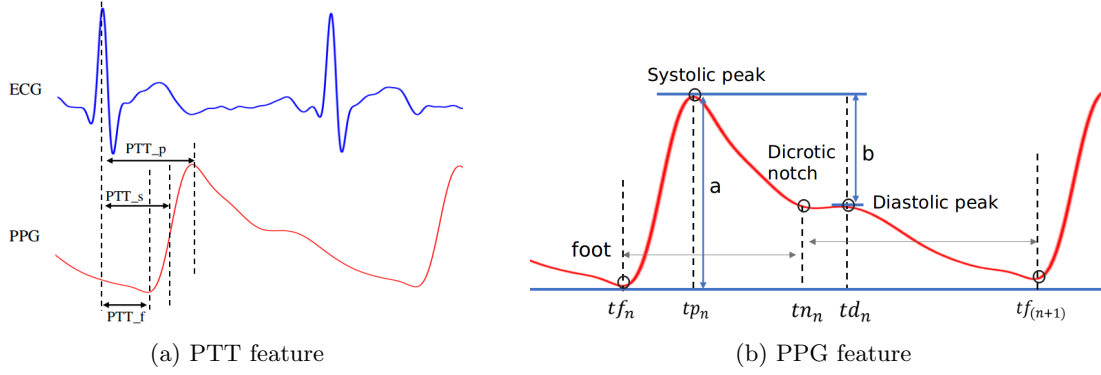 ECG
PTT_p
PTT_s
PPG
PTT_f
(a) PTT feature
Systolic peak
Dicrotic
notch
b
a
Diastolic peak
foot
tf_n
tp_n
tn_n
td_n
tf_(n+1)
(b) PPG feature